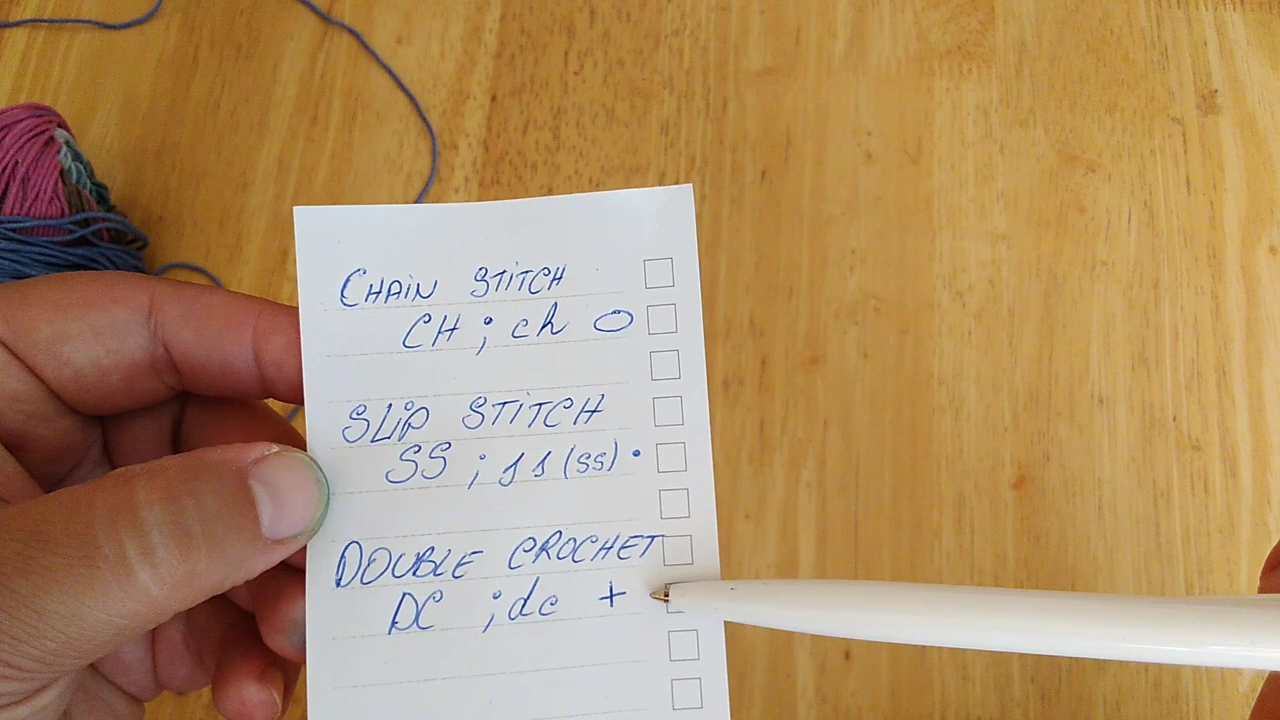 CHAIN STITCH
CH ; ch O
SLIP STITCH
SS ; ss (ss) •
DOUBLE CROCHET
DC ; dc +